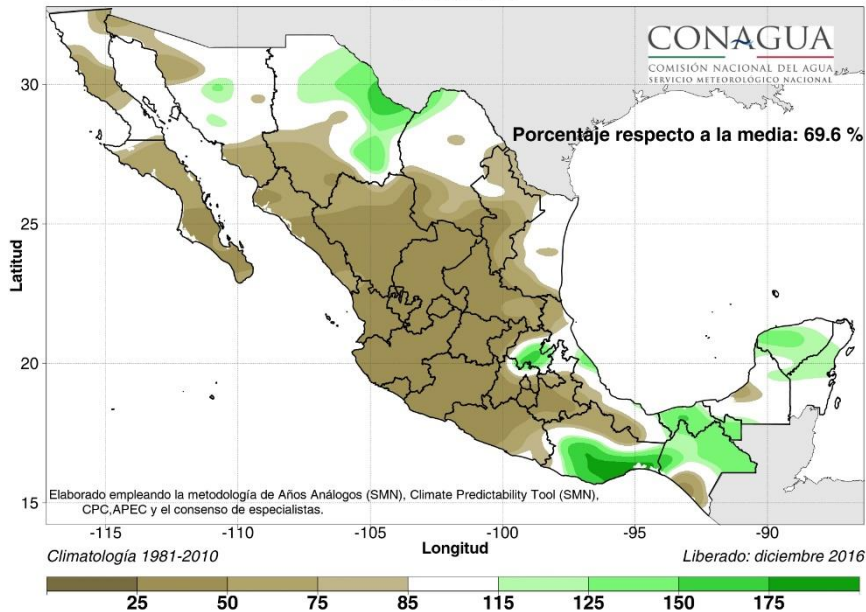 CONAGUA
COMISIÓN NACIONAL DEL AGUA
SERVICIO METEOROLÓGICO NACIONAL
Porcentaje respecto a la media: 69.6 %
30
25
20
15
Latitud
Elaborado empleando la metodología de Años Análogos (SMN), Climate Predictability Tool (SMN),
CPC,APEC y el consenso de especialistas.
-115 -110 -105 -100 -95 -90
Longitud
Climatología 1981-2010 Liberado: diciembre 2016
25 50 75 85 115 125 150 175